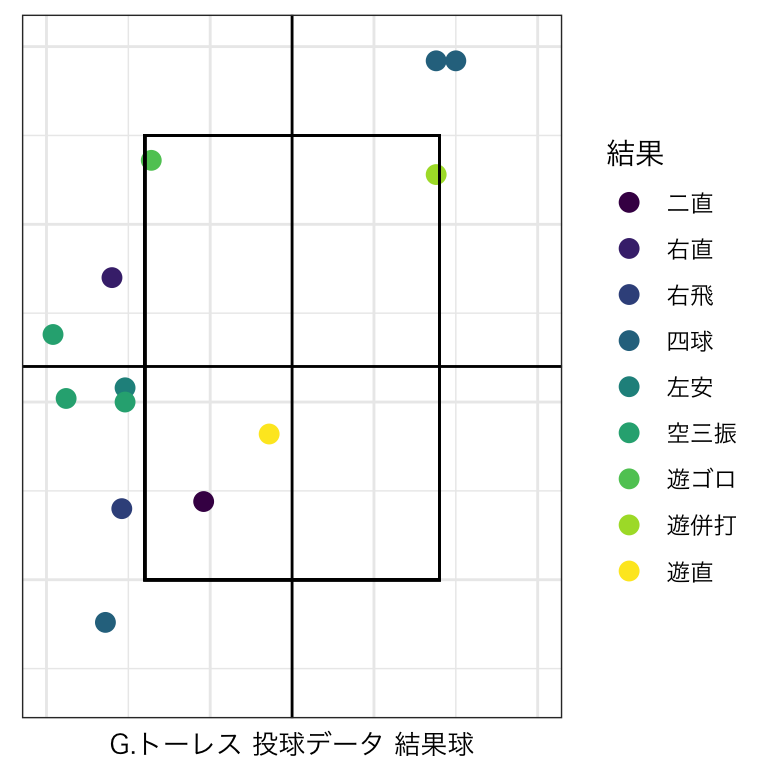 結果
二直
右直
右飛
四球
左安
空三振
遊ゴロ
遊併打
遊直
G.トーレス 投球データ 結果球